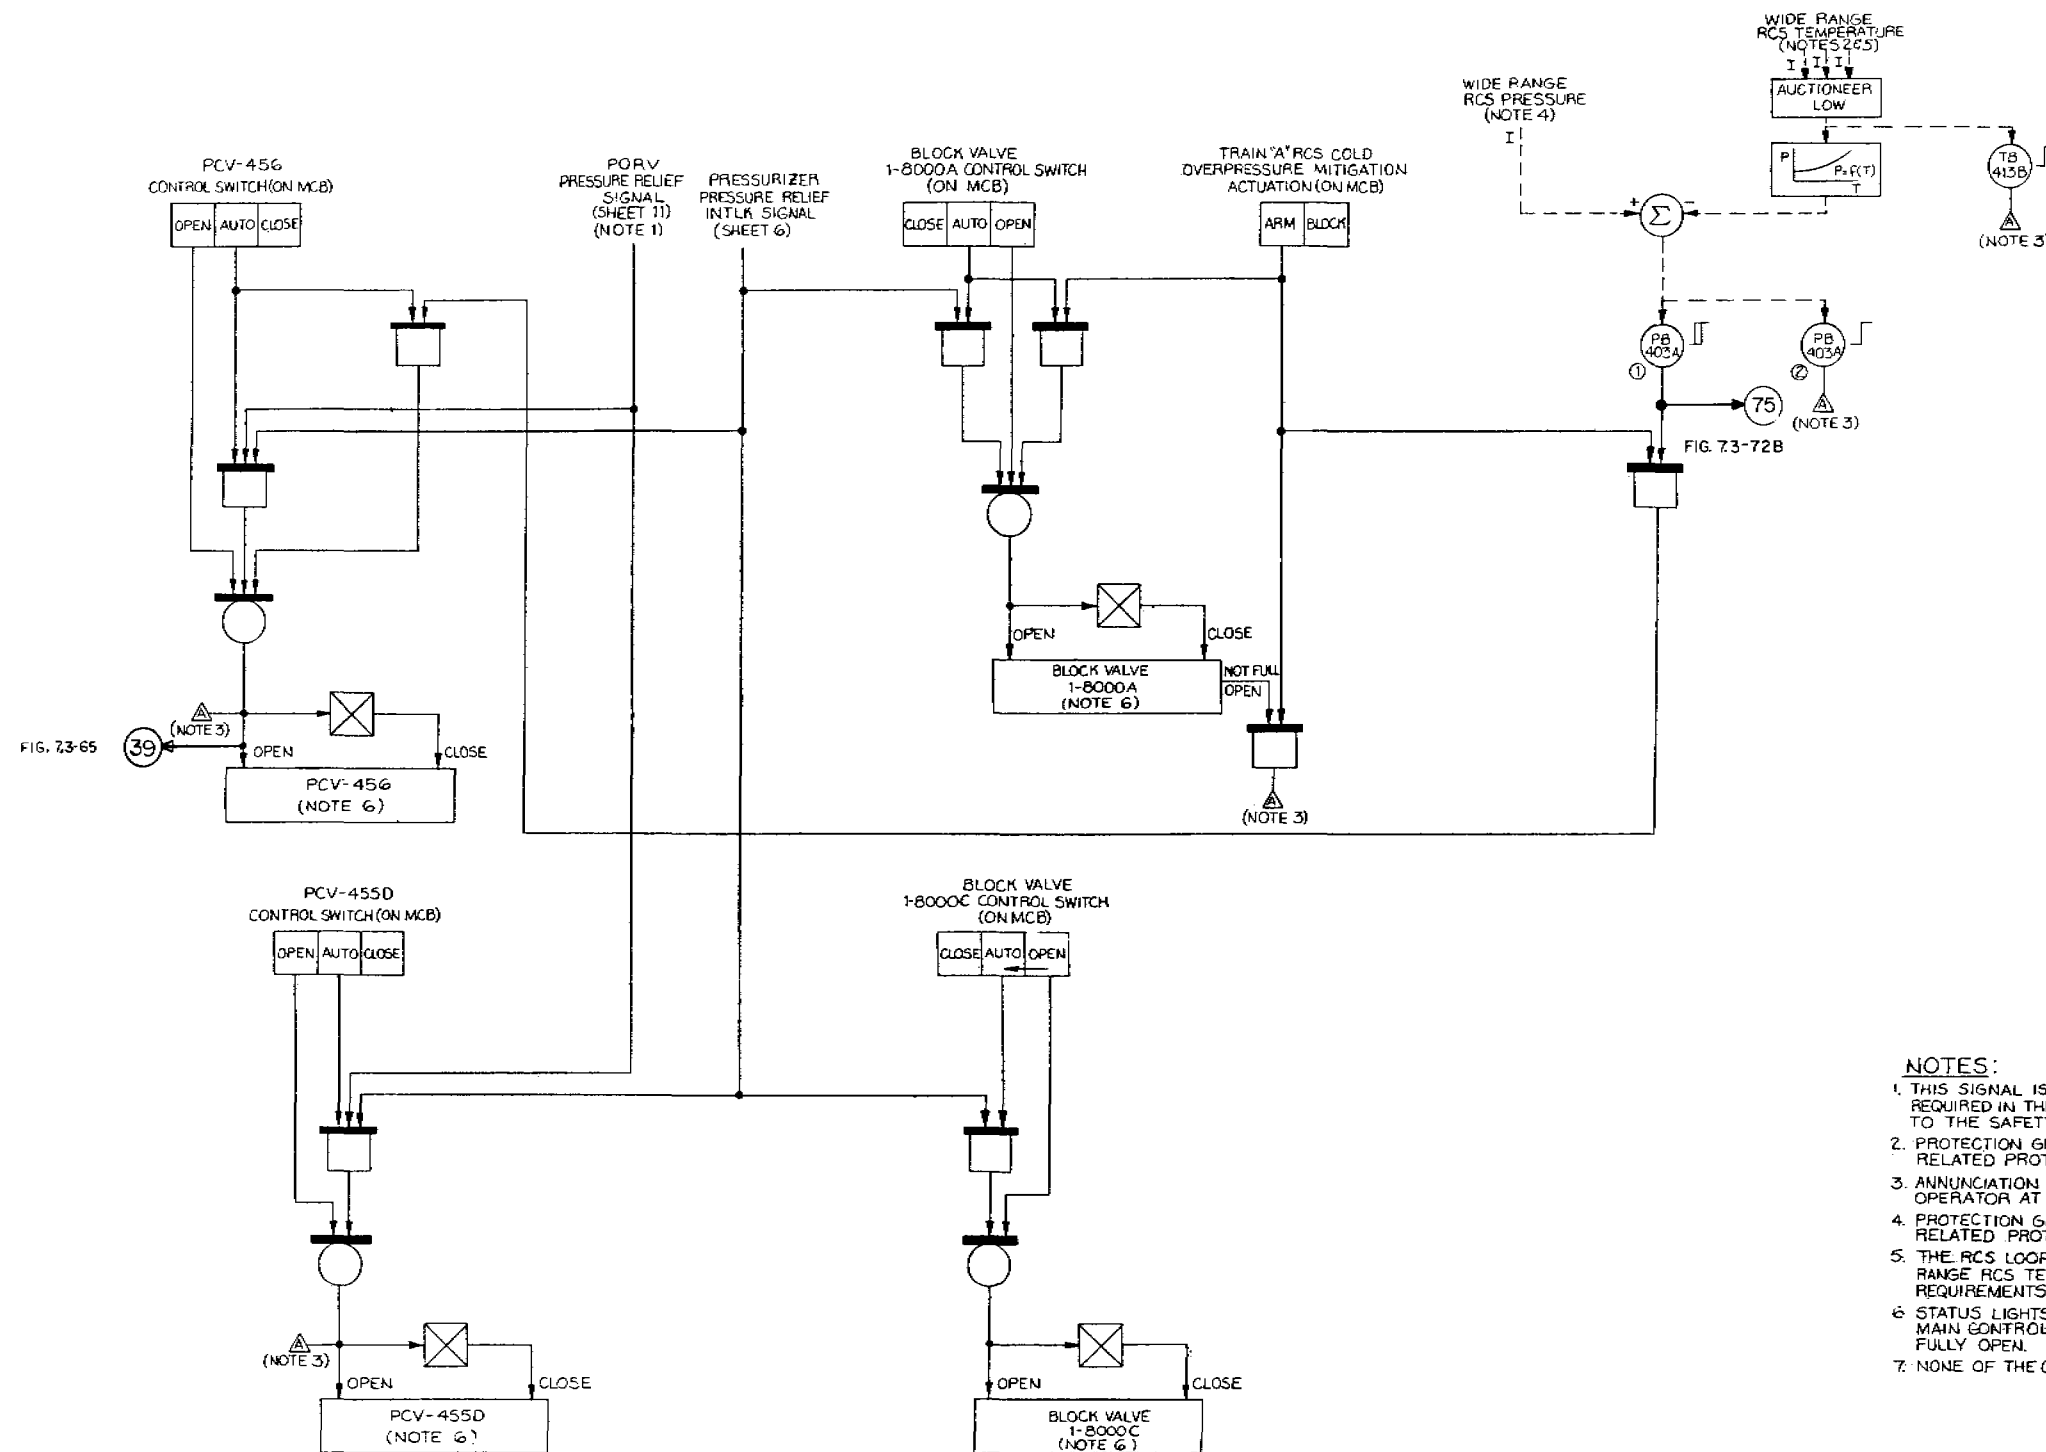 WIDE RANGE
RCS TEMPERATURE
(NOTES 2&5)
I I I
AUCTIONEER
LOW
WIDE RANGE
RCS PRESSURE
(NOTE 4)
I
P
P=F(T)
T
TB
413B
A
(NOTE 3)
+
-
Σ
PCV-456
CONTROL SWITCH (ON MCB)
OPEN AUTO CLOSE
PORV
PRESSURE RELIEF
SIGNAL
(SHEET 11)
(NOTE 1)
PRESSURIZER
PRESSURE RELIEF
INTLK SIGNAL
(SHEET 6)
BLOCK VALVE
1-8000A CONTROL SWITCH
(ON MCB)
CLOSE AUTO OPEN
TRAIN "A" RCS COLD
OVERPRESSURE MITIGATION
ACTUATION (ON MCB)
ARM BLOCK
PB
403A
1
PB
403A
2
75
A
(NOTE 3)
FIG. 7.3-72B
OPEN
CLOSE
BLOCK VALVE
1-8000A
(NOTE 6)
NOT FULL
OPEN
A
(NOTE 3)
A
(NOTE 3)
FIG. 7.3-65
39
OPEN
CLOSE
PCV-456
(NOTE 6)
PCV-455D
CONTROL SWITCH (ON MCB)
OPEN AUTO CLOSE
BLOCK VALVE
1-8000C CONTROL SWITCH
(ON MCB)
CLOSE AUTO OPEN
A
(NOTE 3)
OPEN
CLOSE
PCV-455D
(NOTE 6)
OPEN
CLOSE
BLOCK VALVE
1-8000C
(NOTE 6)
NOTES:
1. THIS SIGNAL IS
REQUIRED IN TH
TO THE SAFET
2. PROTECTION G
RELATED PROT
3. ANNUNCIATION
OPERATOR AT
4. PROTECTION G
RELATED PROT
5. THE RCS LOOP
RANGE RCS TE
REQUIREMENTS
6 STATUS LIGHTS
MAIN CONTROL
FULLY OPEN.
7. NONE OF THE